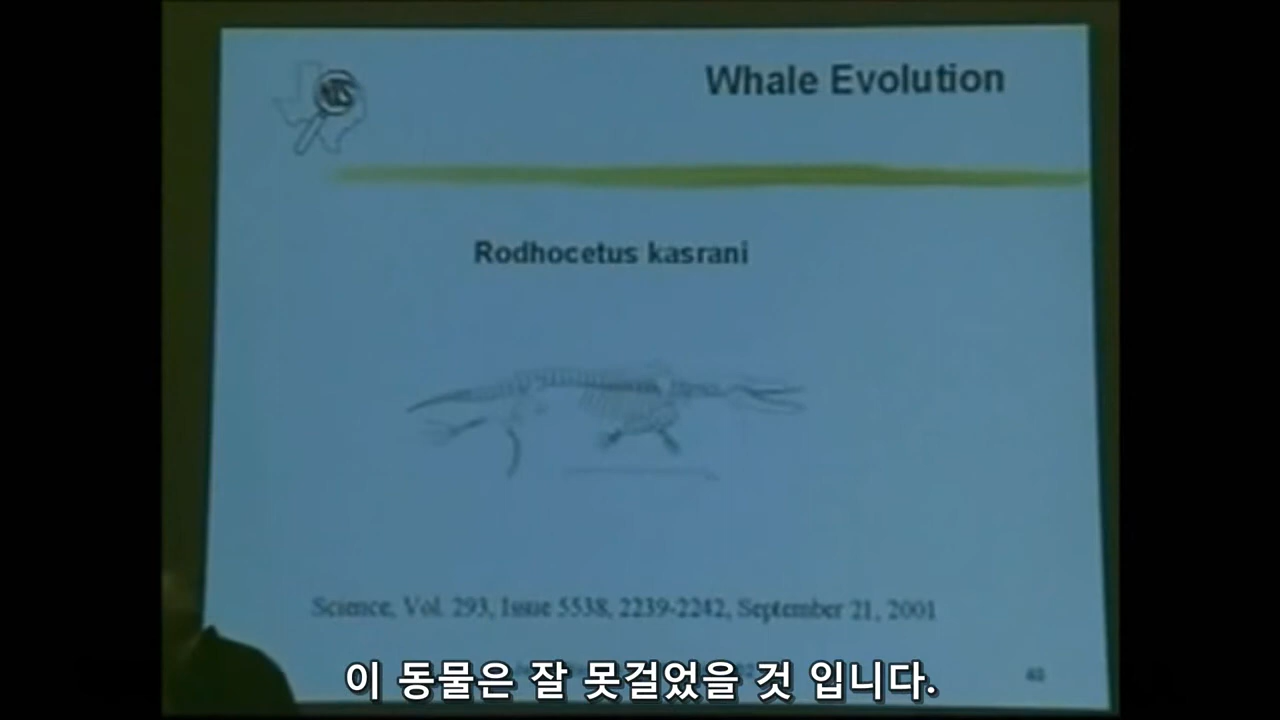 Whale Evolution
Rodhocetus kasrani
Science, Vol. 293, Issue 5538, 2239-2242, September 21, 2001
이 동물은 잘 못걸었을 것 입니다.